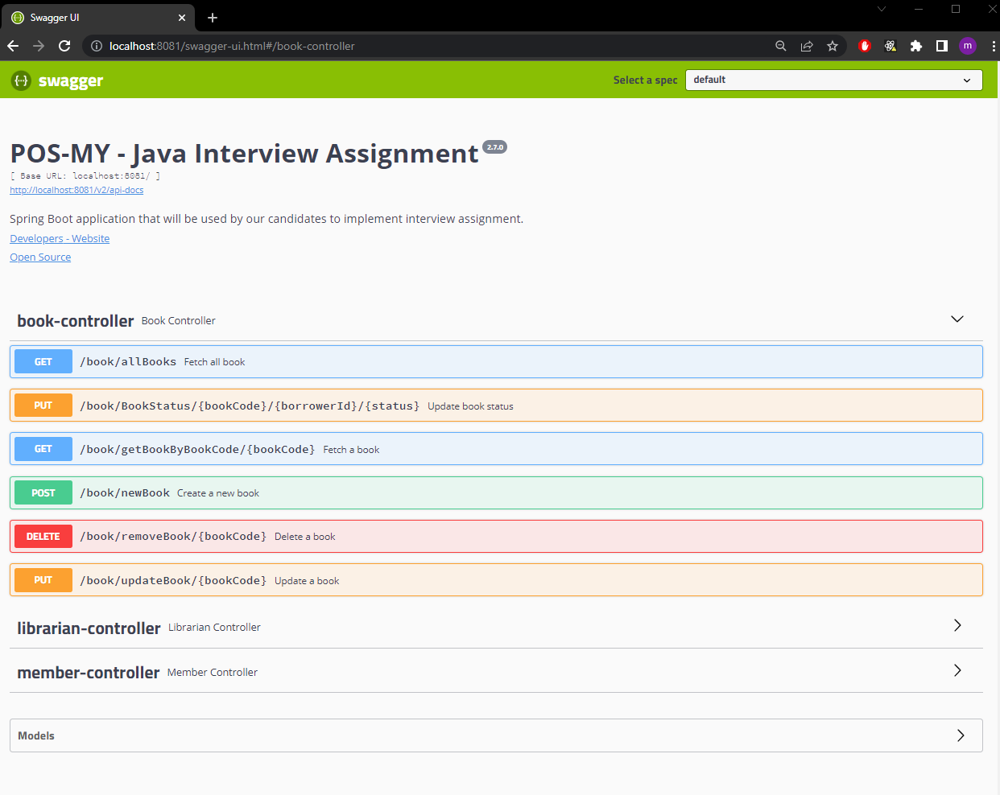 Swagger UI
localhost:8081/swagger-ui.html#/book-controller
m
{··} swagger
Select a spec default
POS-MY - Java Interview Assignment 2.7.0
[ Base URL: localhost:8081/ ]
http://localhost:8081/v2/api-docs
Spring Boot application that will be used by our candidates to implement interview assignment.
Developers - Website
Open Source
book-controller Book Controller
GET /book/allBooks Fetch all book
PUT /book/BookStatus/{bookCode}/{borrowerId}/{status} Update book status
GET /book/getBookByBookCode/{bookCode} Fetch a book
POST /book/newBook Create a new book
DELETE /book/removeBook/{bookCode} Delete a book
PUT /book/updateBook/{bookCode} Update a book
librarian-controller Librarian Controller
member-controller Member Controller
Models